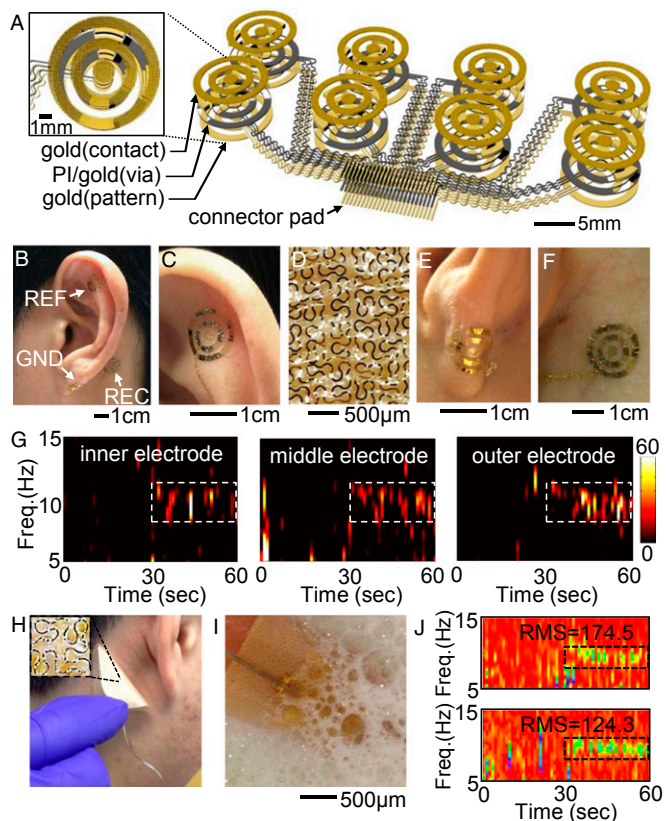 A
1mm
gold(contact)
PI/gold(via)
gold(pattern)
connector pad
5mm
B
REF
GND
REC
1cm
C
1cm
D
500μm
E
1cm
F
1cm
G
Freq.(Hz)
15
10
5
inner electrode
middle electrode
outer electrode
60
0
0 30 60
0 30 60
0 30 60
Time (sec)
Time (sec)
Time (sec)
H
I
500μm
J
Freq.(Hz)
15
5
RMS=174.5
Freq.(Hz)
15
5
RMS=124.3
0 30 60
Time (sec)